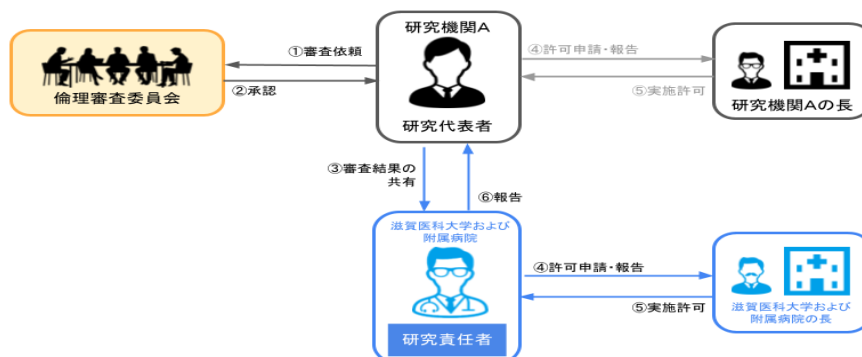 研究機関A
①審査依頼
④許可申請・報告
倫理審査委員会
②承認
⑤実施許可
研究代表者
研究機関Aの長
③審査結果の
共有
⑥報告
滋賀医科大学および
附属病院
④許可申請・報告
⑤実施許可
滋賀医科大学および
附属病院の長
研究責任者